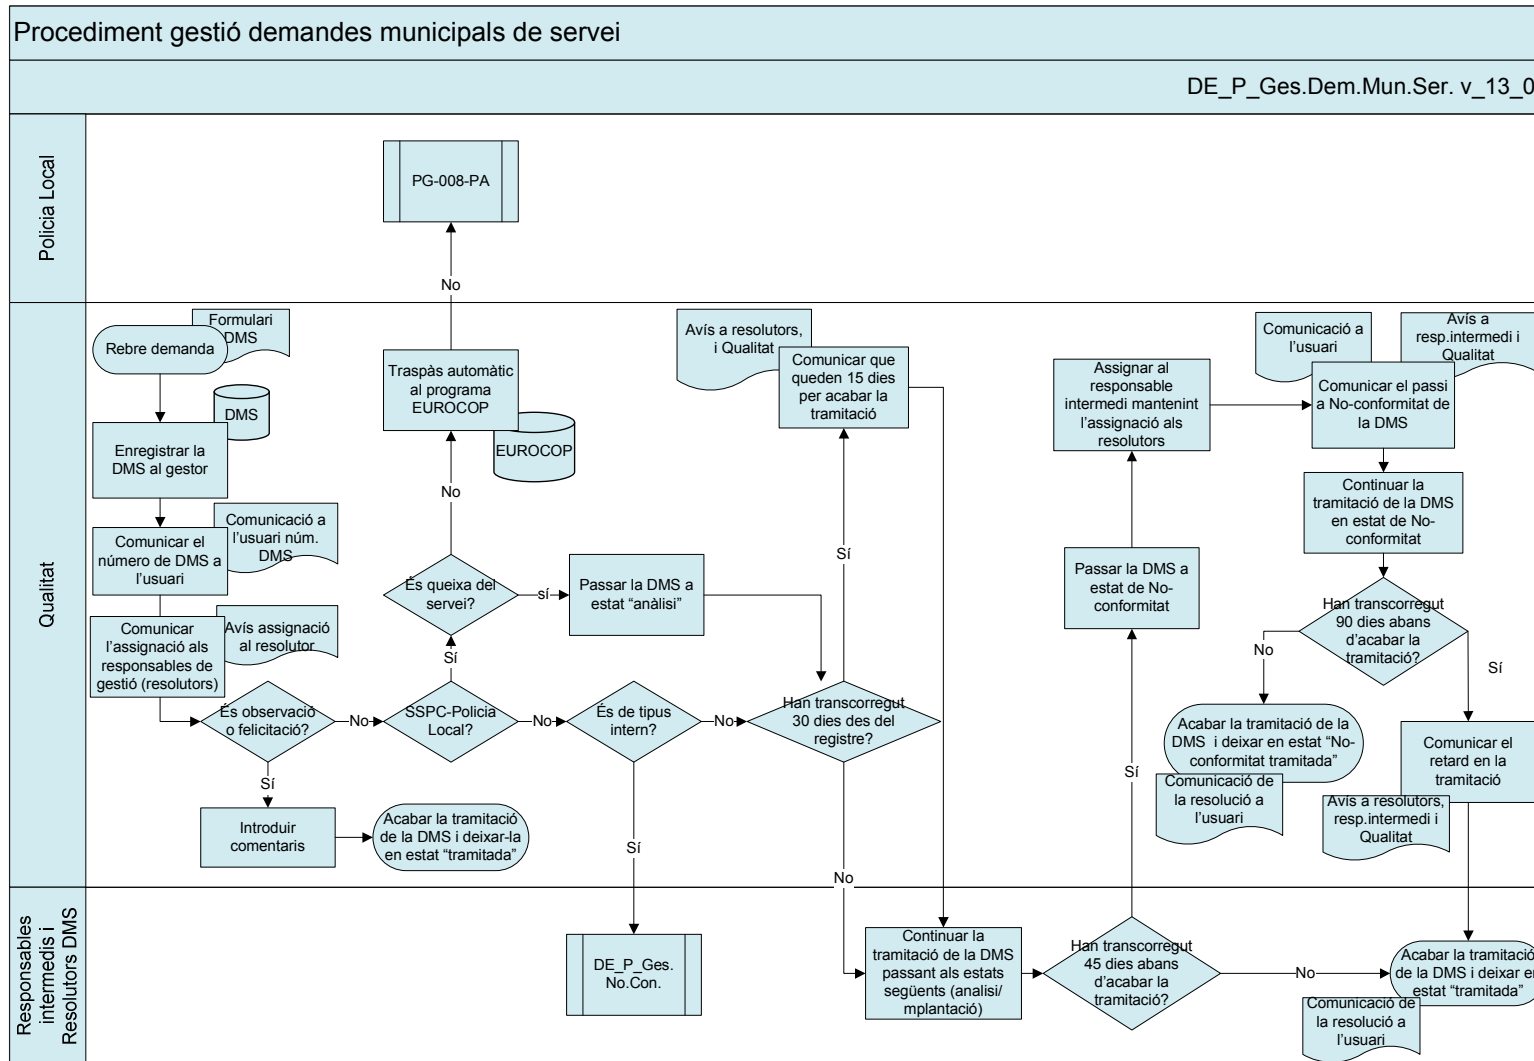 Procediment gestió demandes municipals de servei
DE_P_Ges.Dem.Mun.Ser. v_13_0
Policia Local
PG-008-PA
No
Qualitat
Rebre demanda
Formulari
DMS
DMS
Enregistrar la
DMS al gestor
Comunicar el
número de DMS a
l’usuari
Comunicació a
l’usuari núm.
DMS
Comunicar
l’assignació als
responsables de
gestió (resolutors)
Avís assignació
al resolutor
És observació
o felicitació?
No
Sí
Introduir
comentaris
Acabar la tramitació
de la DMS i deixar-la
en estat “tramitada”
Traspàs automàtic
al programa
EUROCOP
EUROCOP
No
És queixa del
servei?
sí
Passar la DMS a
estat “anàlisi”
Sí
SSPC-Policia
Local?
No
És de tipus
intern?
No
Sí
Han transcorregut
30 dies des del
registre?
Sí
No
Avís a resolutors,
i Qualitat
Comunicar que
queden 15 dies
per acabar la
tramitació
Assignar al
responsable
intermedi mantenint
l’assignació als
resolutors
Passar la DMS a
estat de No-
conformitat
Sí
Comunicació a
l’usuari
Avís a
resp.intermedi i
Qualitat
Comunicar el passi
a No-conformitat de
la DMS
Continuar la
tramitació de la DMS
en estat de No-
conformitat
Han transcorregut
90 dies abans
d’acabar la
tramitació?
No
Sí
Acabar la tramitació de la
DMS i deixar en estat “No-
conformitat tramitada”
Comunicació de
la resolució a
l’usuari
Comunicar el
retard en la
tramitació
Avís a resolutors,
resp.intermedi i
Qualitat
Responsables
intermedis i
Resolutors DMS
DE_P_Ges.
No.Con.
Continuar la
tramitació de la DMS
passant als estats
següents (analisi/
mplantació)
Han transcorregut
45 dies abans
d’acabar la
tramitació?
No
Acabar la tramitació
de la DMS i deixar en
estat “tramitada”
Comunicació de
la resolució a
l’usuari